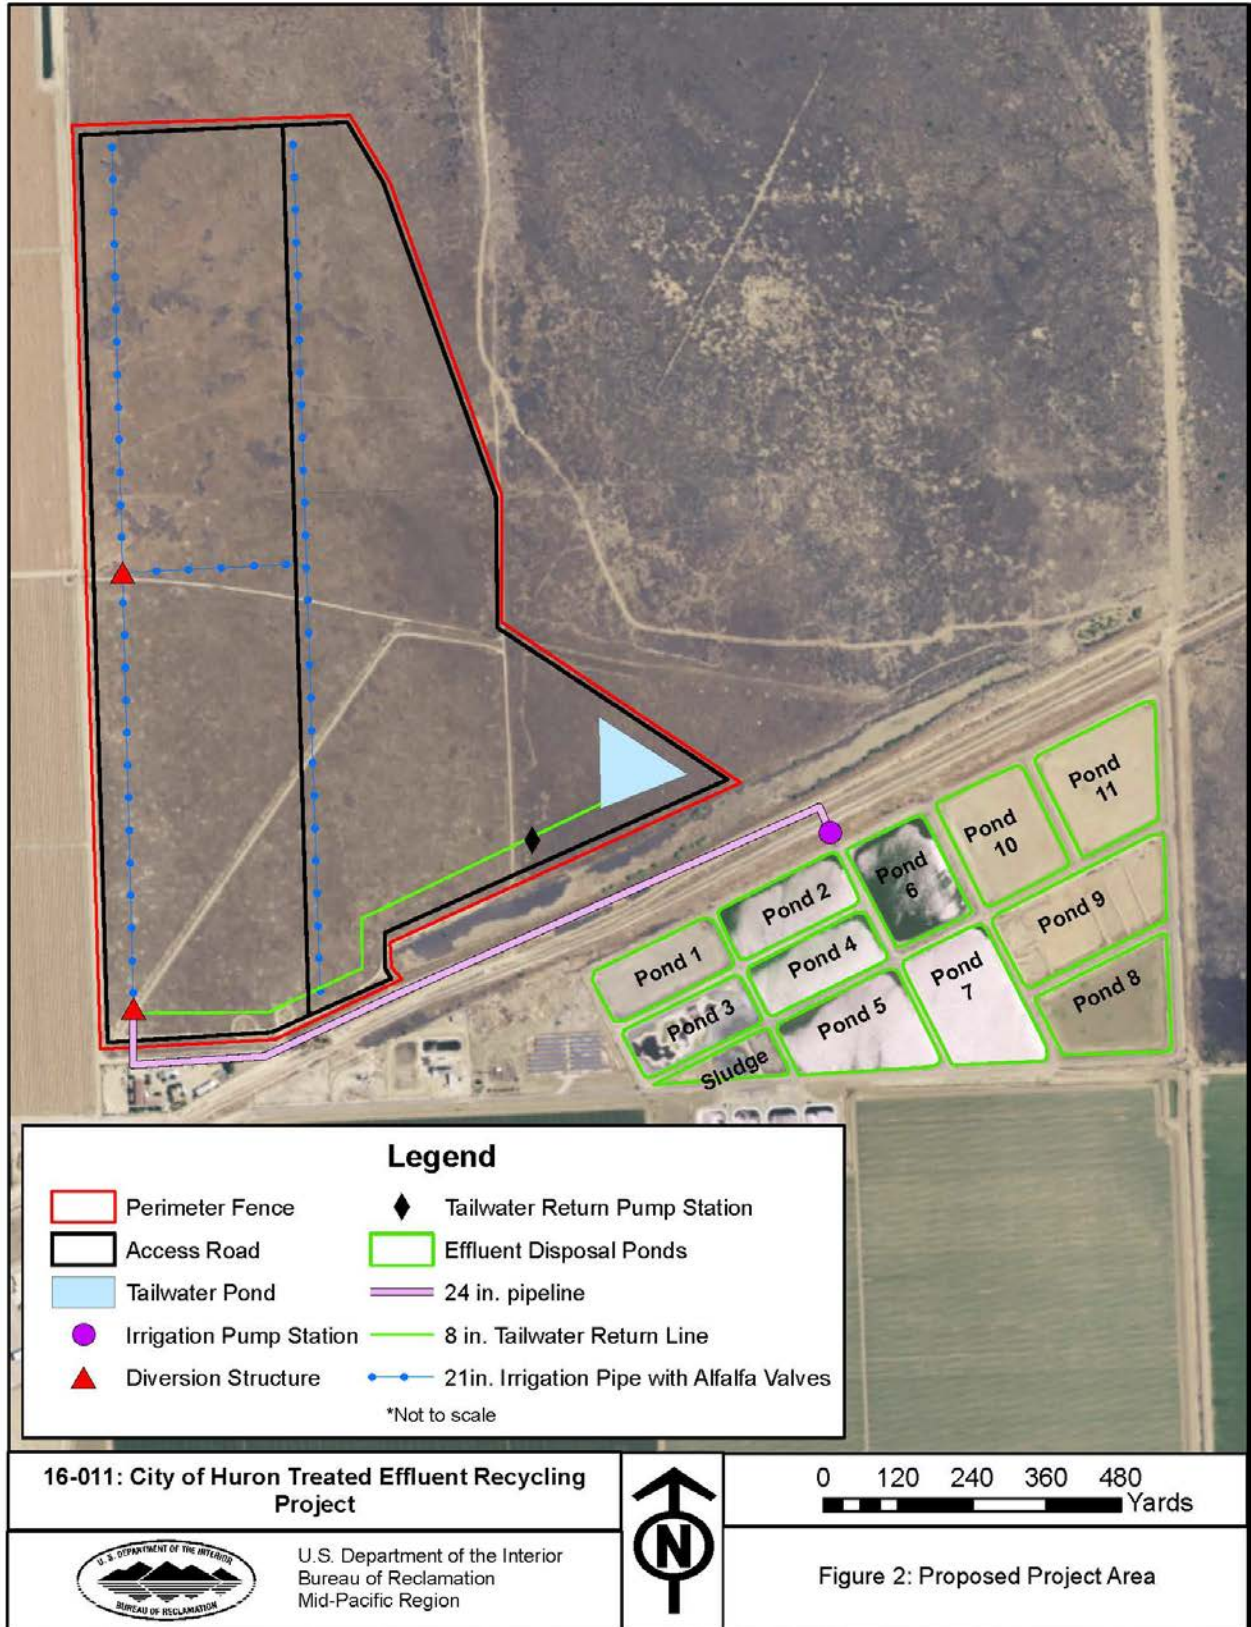 Pond 11
Pond 10
Pond 6
Pond 2
Pond 9
Pond 1
Pond 4
Pond 7
Pond 8
Pond 3
Pond 5
Sludge
Legend
Perimeter Fence
Tailwater Return Pump Station
Access Road
Effluent Disposal Ponds
Tailwater Pond
24 in. pipeline
Irrigation Pump Station
8 in. Tailwater Return Line
Diversion Structure
21in. Irrigation Pipe with Alfalfa Valves
*Not to scale
16-011: City of Huron Treated Effluent Recycling
Project
N
0 120 240 360 480
Yards
U. S. DEPARTMENT OF THE INTERIOR
BUREAU OF RECLAMATION
U.S. Department of the Interior
Bureau of Reclamation
Mid-Pacific Region
Figure 2: Proposed Project Area